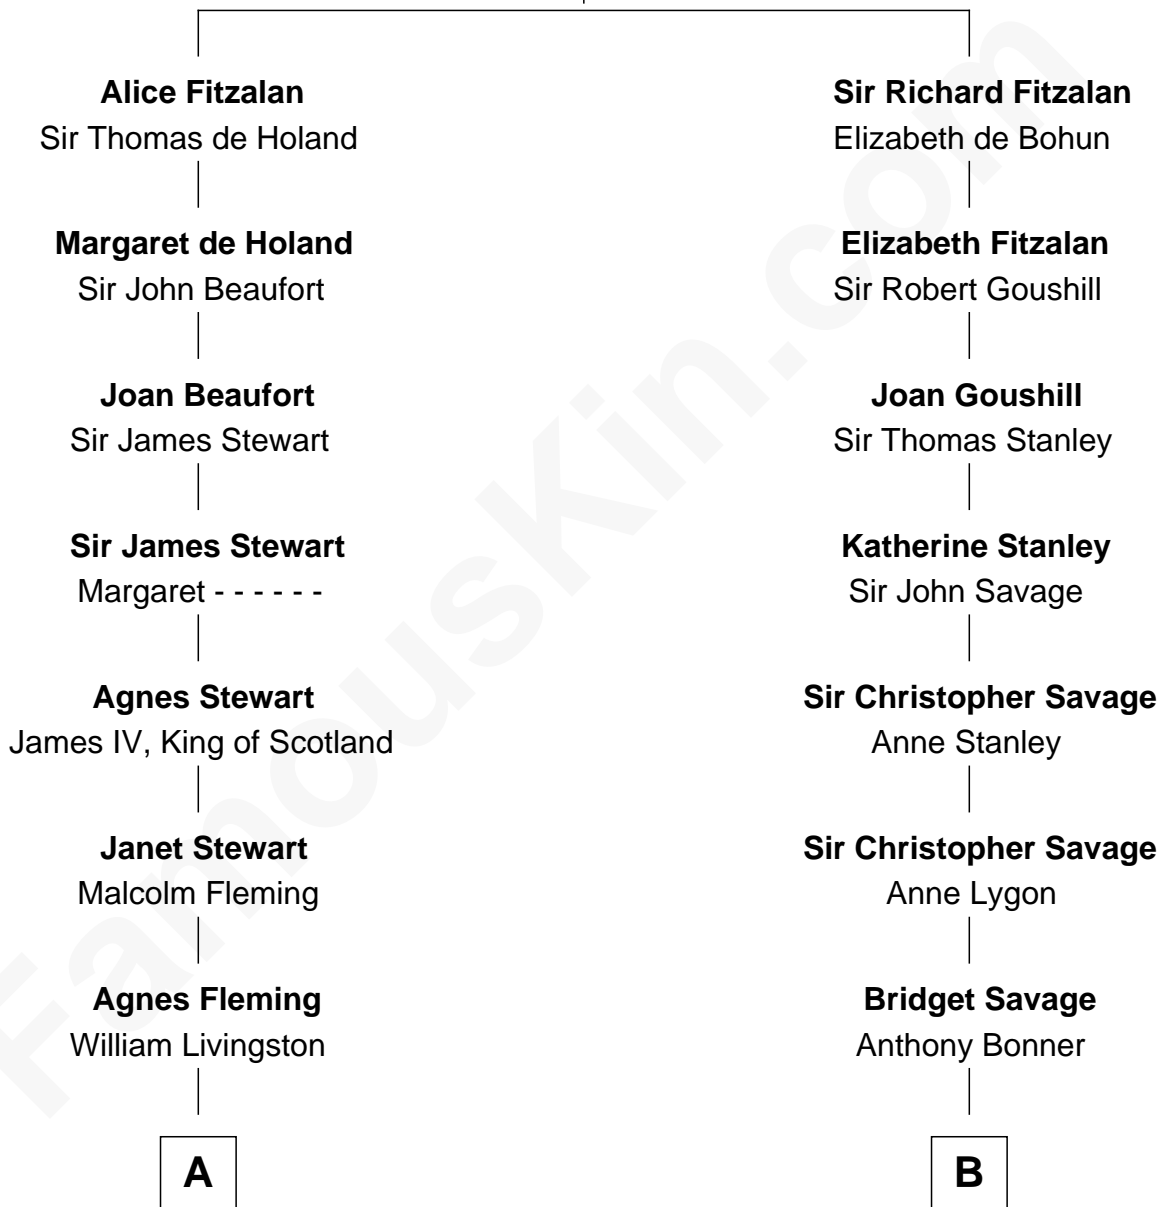 Alice Fitzalan
Sir Thomas de Holand
Margaret de Holand
Sir John Beaufort
Joan Beaufort
Sir James Stewart
Sir James Stewart
Margaret - - - - - -
Agnes Stewart
James IV, King of Scotland
Janet Stewart
Malcolm Fleming
Agnes Fleming
William Livingston
A
Sir Richard Fitzalan
Elizabeth de Bohun
Elizabeth Fitzalan
Sir Robert Goushill
Joan Goushill
Sir Thomas Stanley
Katherine Stanley
Sir John Savage
Sir Christopher Savage
Anne Stanley
Sir Christopher Savage
Anne Lygon
Bridget Savage
Anthony Bonner
B
FamousKin.com